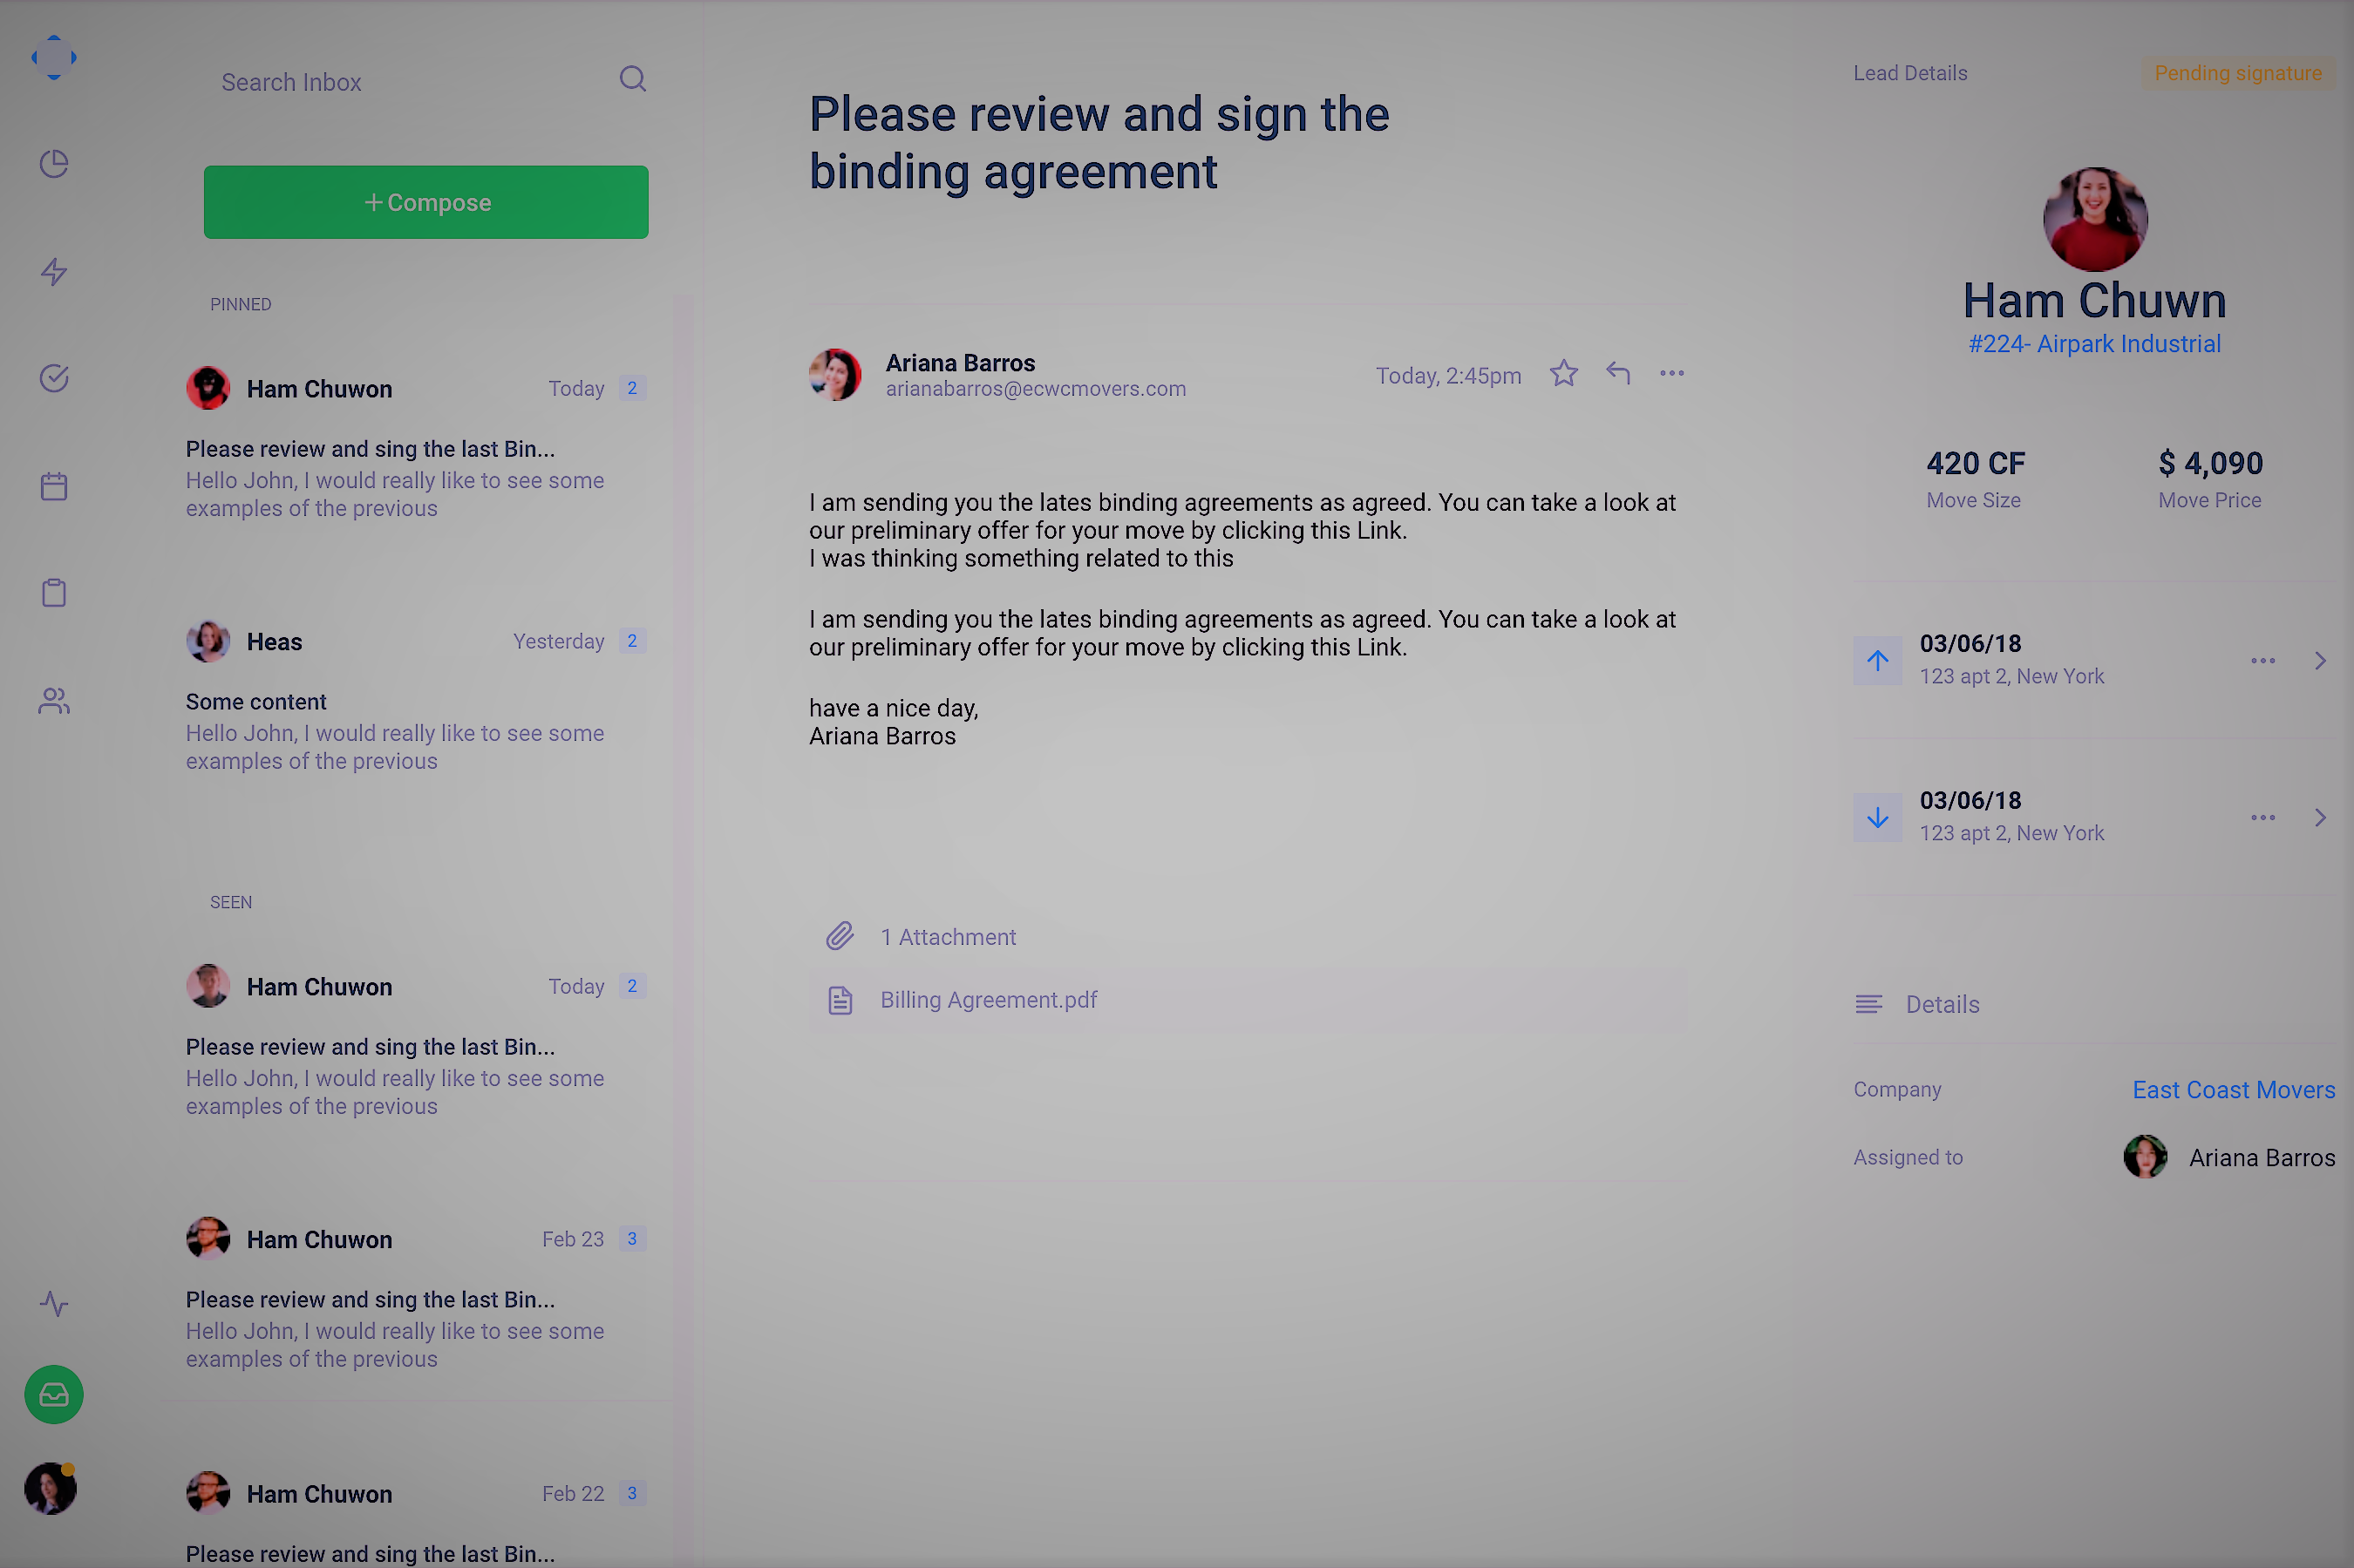 Search Inbox
+Compose
PINNED
Ham Chuwon
Today
2
Please review and sing the last Bin...
Hello John, I would really like to see some
examples of the previous
Heas
Yesterday
2
Some content
Hello John, I would really like to see some
examples of the previous
SEEN
Ham Chuwon
Today
2
Please review and sing the last Bin...
Hello John, I would really like to see some
examples of the previous
Ham Chuwon
Feb 23
3
Please review and sing the last Bin...
Hello John, I would really like to see some
examples of the previous
Ham Chuwon
Feb 22
3
Please review and sing the last Bin...
Please review and sign the
binding agreement
Ariana Barros
arianabarros@ecwcmovers.com
Today, 2:45pm
I am sending you the lates binding agreements as agreed. You can take a look at
our preliminary offer for your move by clicking this Link.
I was thinking something related to this
I am sending you the lates binding agreements as agreed. You can take a look at
our preliminary offer for your move by clicking this Link.
have a nice day,
Ariana Barros
1 Attachment
Billing Agreement.pdf
Lead Details
Pending signature
Ham Chuwn
#224- Airpark Industrial
420 CF
Move Size
$ 4,090
Move Price
03/06/18
123 apt 2, New York
03/06/18
123 apt 2, New York
Details
Company
East Coast Movers
Assigned to
Ariana Barros